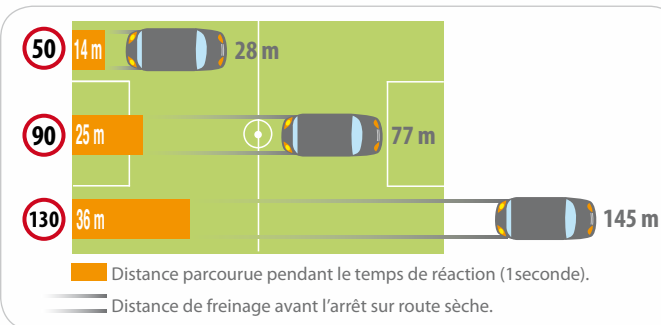 50 14 m 28 m
90 25 m 77 m
130 36 m 145 m
Distance parcourue pendant le temps de réaction (1seconde).
Distance de freinage avant l’arrêt sur route sèche.